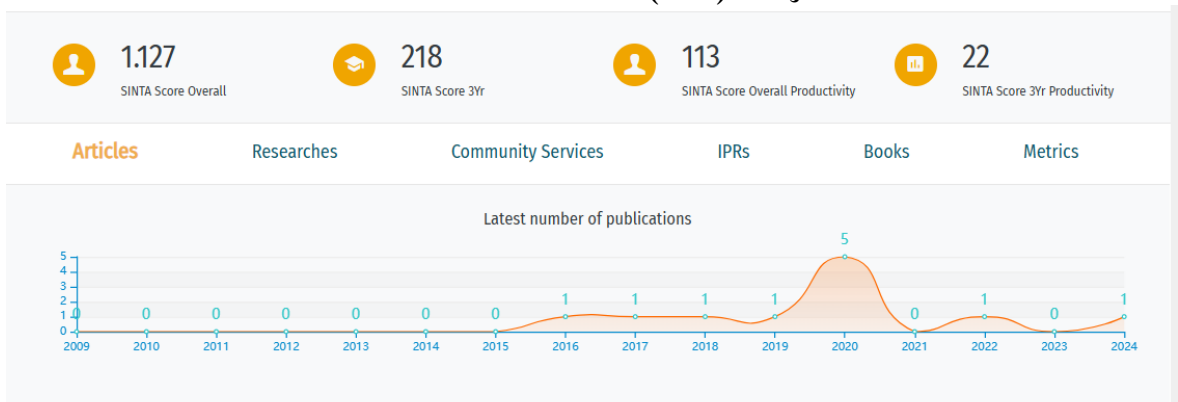 1.127
SINTA Score Overall
218
SINTA Score 3Yr
113
SINTA Score Overall Productivity
22
SINTA Score 3Yr Productivity
Articles Researches Community Services IPRs Books Metrics
Latest number of publications
5
5
4
3
2
1
0
0 0 0 0 0 0 0 1 1 1 1 0 1 0 1
2009 2010 2011 2012 2013 2014 2015 2016 2017 2018 2019 2020 2021 2022 2023 2024